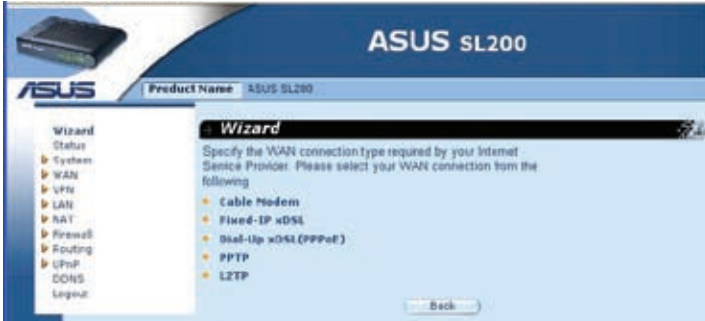 ASUS SL200
ASUS
Product Name ASUS SL200
Wizard
Status
System
WAN
VPN
LAN
NAT
Firewall
Routing
UPnP
DDNS
Logout
Wizard
Specify the WAN connection type required by your Internet
Service Provider. Please select your WAN connection from the
following
Cable Modem
Fixed-IP xDSL
Dial-Up xDSL(PPPoE)
PPTP
L2TP
Back